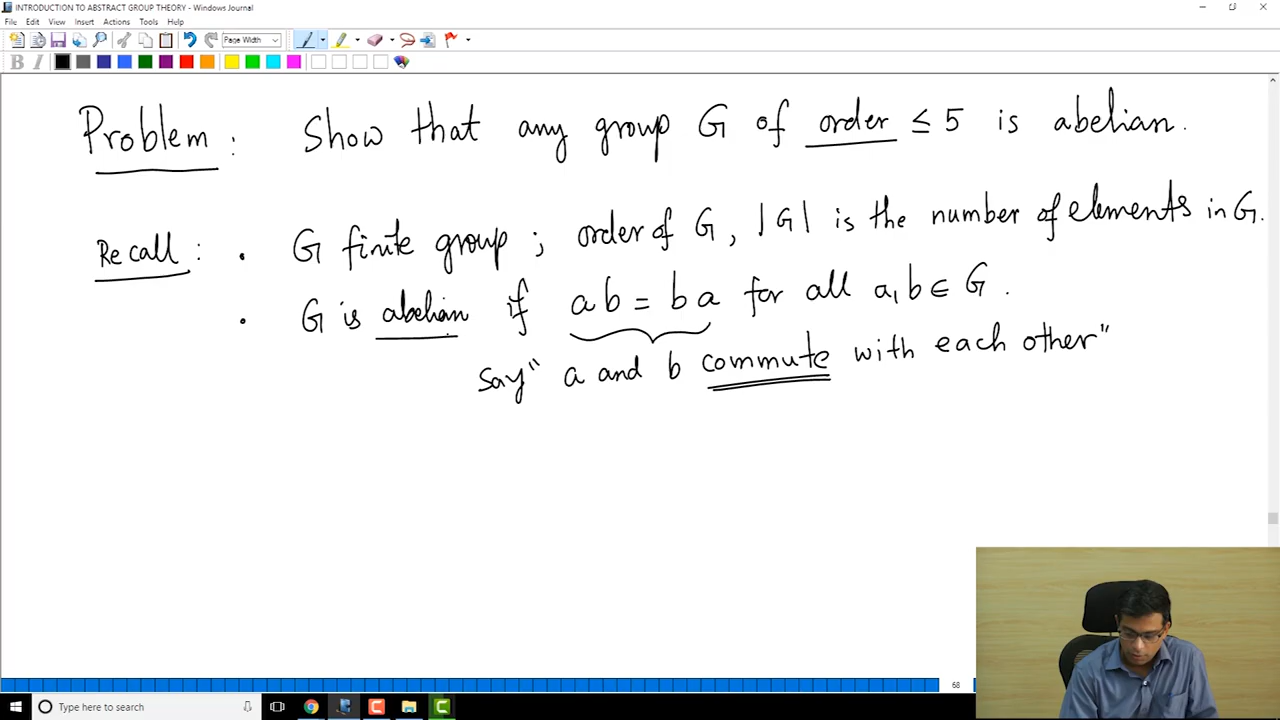 INTRODUCTION TO ABSTRACT GROUP THEORY - Windows Journal
File Edit View Insert Actions Tools Help
Page Width
B I
Problem : Show that any group G of order ≤ 5 is abelian.
Recall : • G finite group ; order of G, |G| is the number of elements in G.
• G is abelian if ab = ba for all a, b ∈ G.
Say " a and b commute with each other"
68
Type here to search